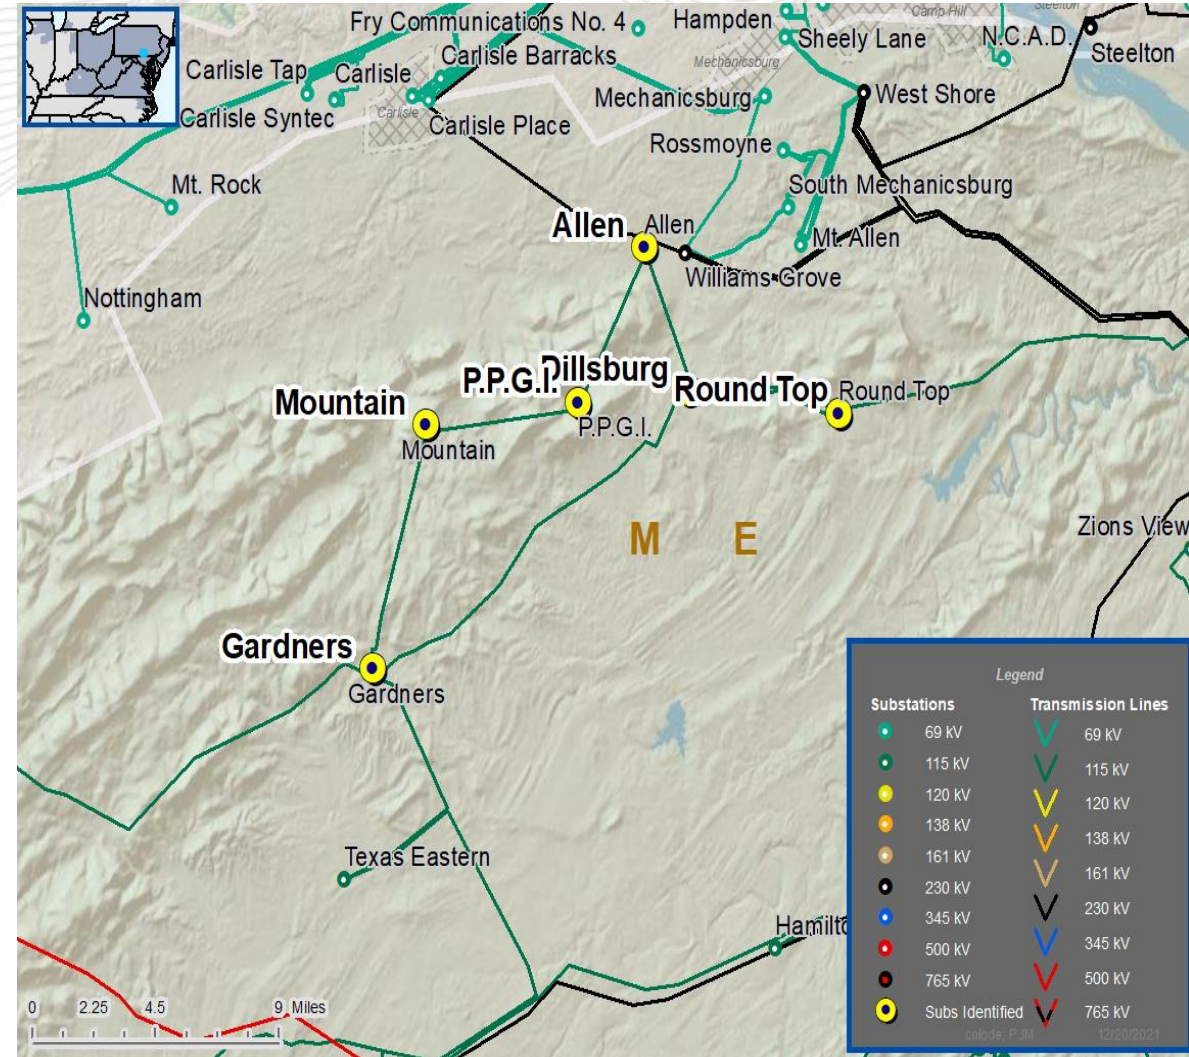 Fry Communications No. 4
Hampden
Camp Hill
Steelton
Carlisle Tap
Carlisle
Carlisle Barracks
Sheely Lane
N.C.A.D.
Steelton
Mechanicsburg
Mechanicsburg
West Shore
Carlisle Syntec
Carlisle
Carlisle Place
Rossmoyne
Mt. Rock
South Mechanicsburg
Allen
Allen
Mt. Allen
Williams Grove
Nottingham
Dillsburg
P.P.G.I.
Round Top
Round Top
Mountain
P.P.G.I.
Mountain
M E
Zions View
Gardners
Gardners
Texas Eastern
Hamilto
0 2.25 4.5 9 Miles
Legend
Substations Transmission Lines
69 kV 69 kV
115 kV 115 kV
120 kV 120 kV
138 kV 138 kV
161 kV 161 kV
230 kV 230 kV
345 kV 345 kV
500 kV 500 kV
765 kV 765 kV
Subs Identified
colode; PJM 12/20/2021